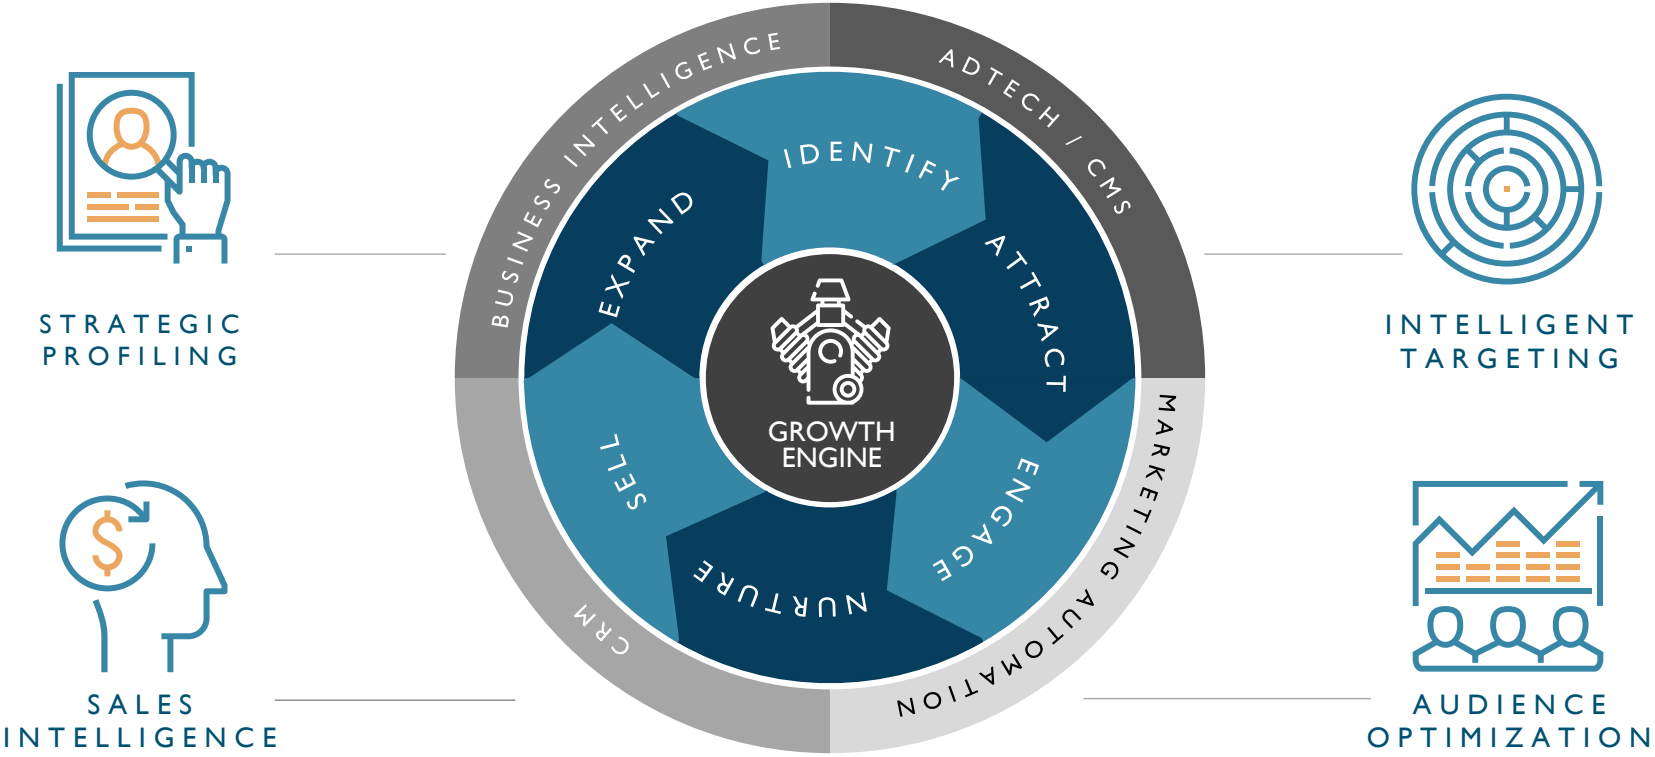 BUSINESS INTELLIGENCE
ADTECH / CMS
MARKETING AUTOMATION
CRM
IDENTIFY
ATTRACT
ENGAGE
NURTURE
SELL
EXPAND
GROWTH
ENGINE
STRATEGIC
PROFILING
INTELLIGENT
TARGETING
$
SALES
INTELLIGENCE
AUDIENCE
OPTIMIZATION